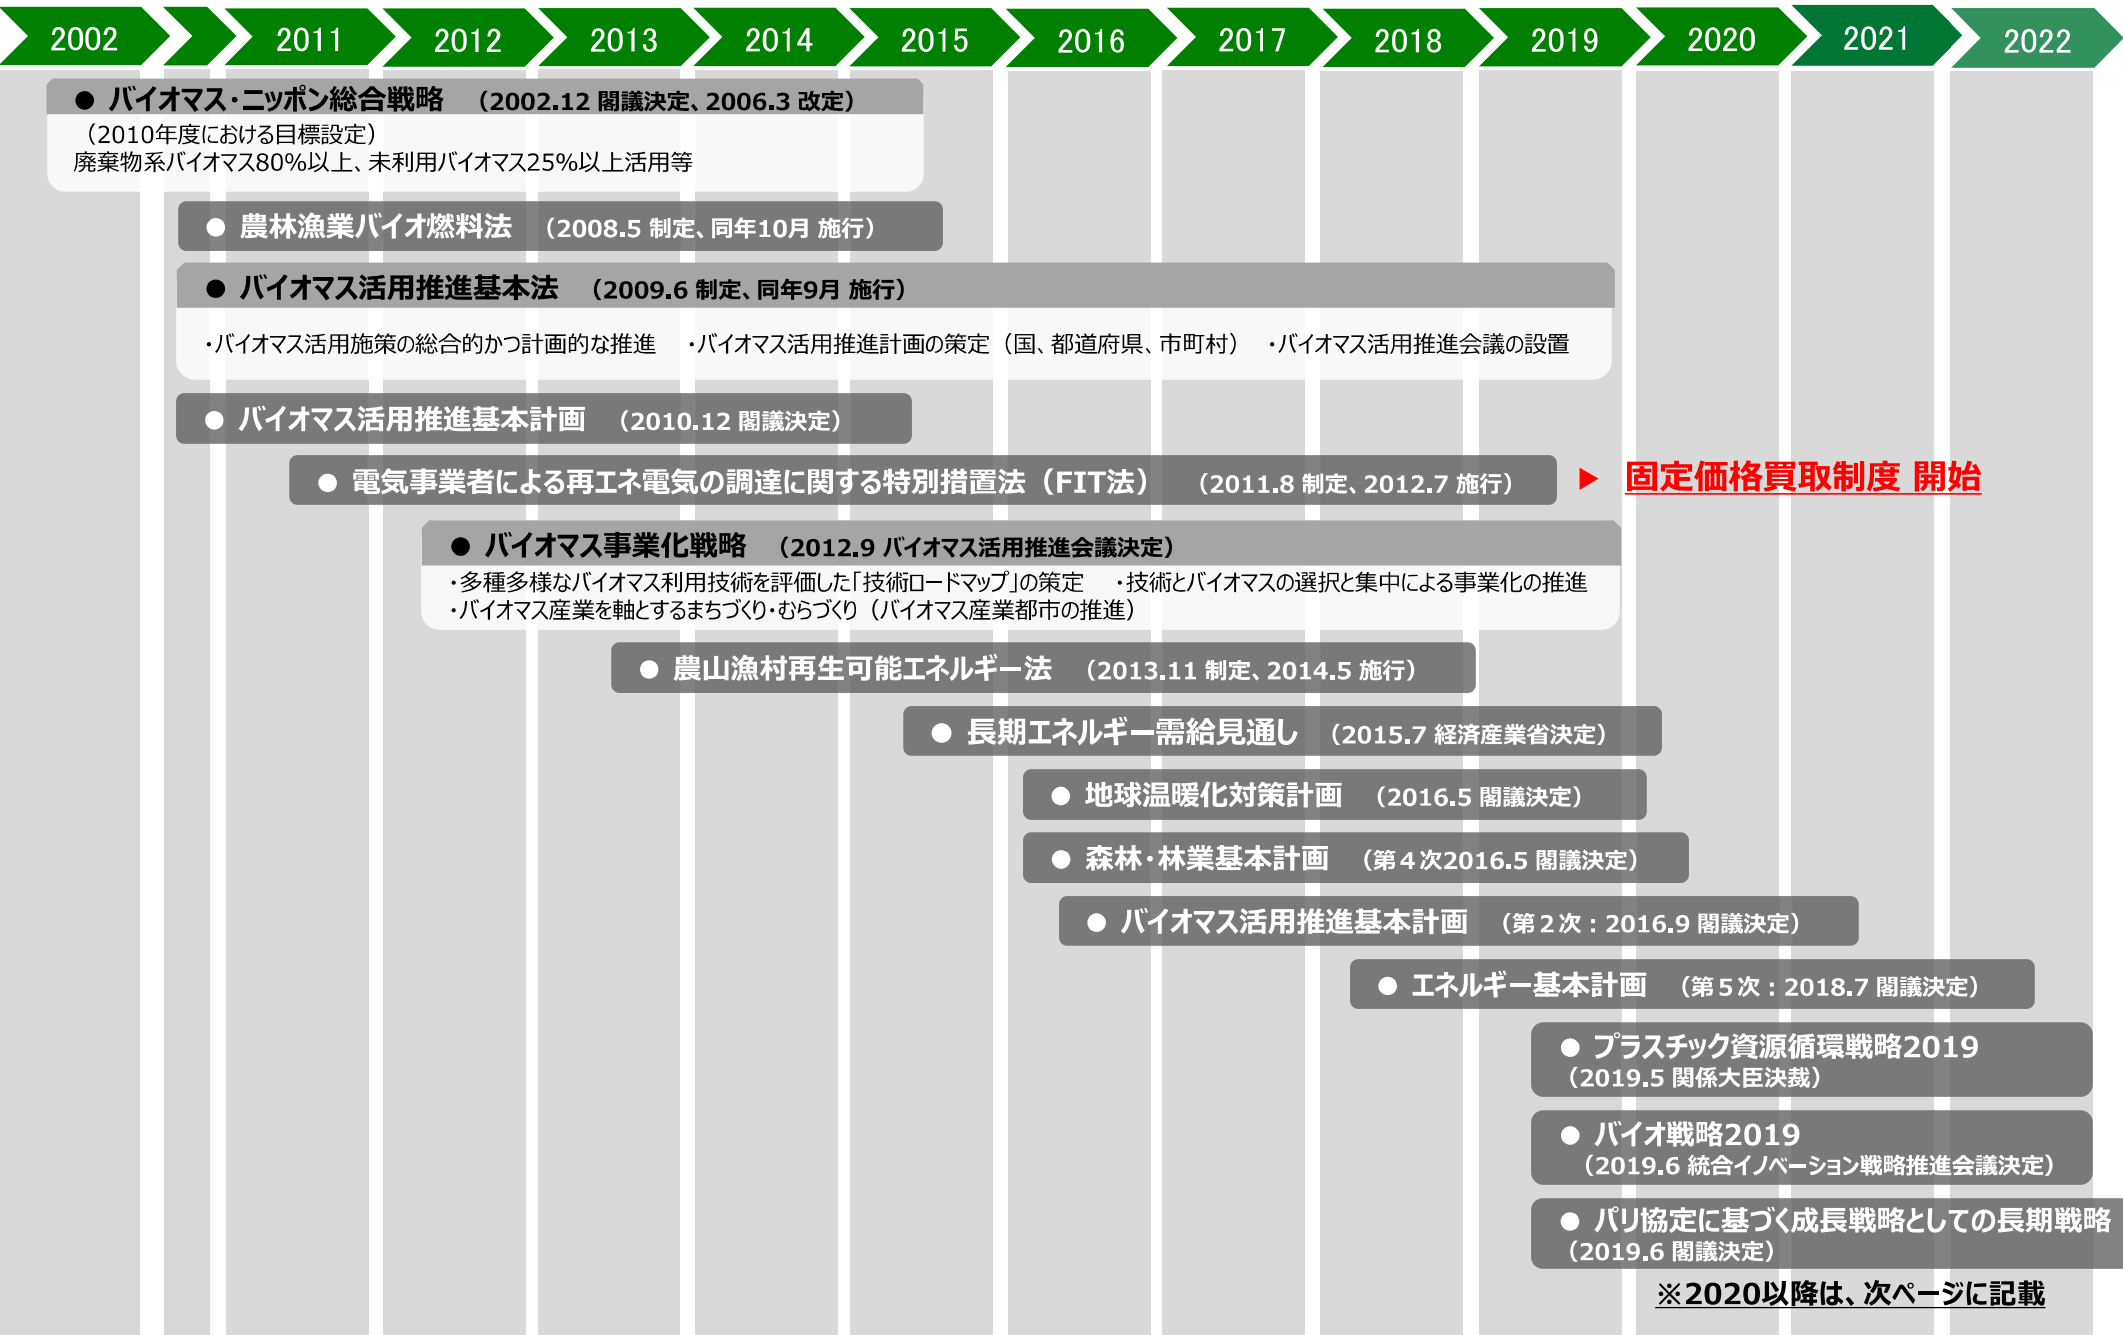 2002 2011 2012 2013 2014 2015 2016 2017 2018 2019 2020 2021 2022
● バイオマス・ニッポン総合戦略 （2002.12 閣議決定、2006.3 改定）
（2010年度における目標設定）
廃棄物系バイオマス80%以上、未利用バイオマス25%以上活用等
● 農林漁業バイオ燃料法 （2008.5 制定、同年10月 施行）
● バイオマス活用推進基本法 （2009.6 制定、同年9月 施行）
・バイオマス活用施策の総合的かつ計画的な推進 ・バイオマス活用推進計画の策定（国、都道府県、市町村） ・バイオマス活用推進会議の設置
● バイオマス活用推進基本計画 （2010.12 閣議決定）
● 電気事業者による再エネ電気の調達に関する特別措置法（FIT法） （2011.8 制定、2012.7 施行） ▶ 固定価格買取制度 開始
● バイオマス事業化戦略 （2012.9 バイオマス活用推進会議決定）
・多種多様なバイオマス利用技術を評価した「技術ロードマップ」の策定 ・技術とバイオマスの選択と集中による事業化の推進
・バイオマス産業を軸とするまちづくり・むらづくり（バイオマス産業都市の推進）
● 農山漁村再生可能エネルギー法 （2013.11 制定、2014.5 施行）
● 長期エネルギー需給見通し （2015.7 経済産業省決定）
● 地球温暖化対策計画 （2016.5 閣議決定）
● 森林・林業基本計画 （第４次2016.5 閣議決定）
● バイオマス活用推進基本計画 （第２次：2016.9 閣議決定）
● エネルギー基本計画 （第５次：2018.7 閣議決定）
● プラスチック資源循環戦略2019
（2019.5 関係大臣決裁）
● バイオ戦略2019
（2019.6 統合イノベーション戦略推進会議決定）
● パリ協定に基づく成長戦略としての長期戦略
（2019.6 閣議決定）
※2020以降は、次ページに記載